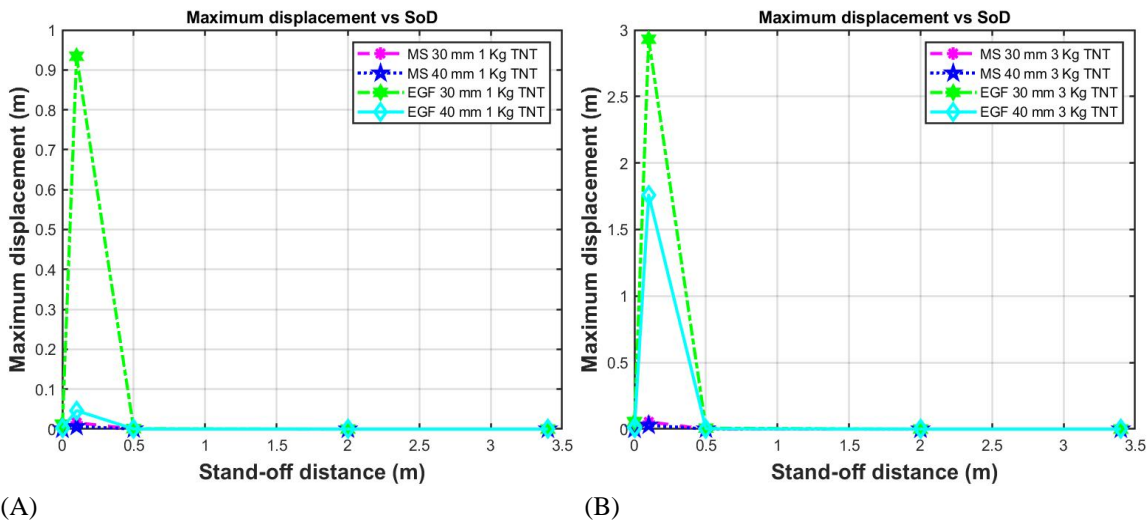 Maximum displacement vs SoD
Maximum displacement (m)
1
0.9
0.8
0.7
0.6
0.5
0.4
0.3
0.2
0.1
0
MS 30 mm 1 Kg TNT
MS 40 mm 1 Kg TNT
EGF 30 mm 1 Kg TNT
EGF 40 mm 1 Kg TNT
0 0.5 1 1.5 2 2.5 3 3.5
Stand-off distance (m)
(A)
Maximum displacement vs SoD
Maximum displacement (m)
3
2.5
2
1.5
1
0.5
0
MS 30 mm 3 Kg TNT
MS 40 mm 3 Kg TNT
EGF 30 mm 3 Kg TNT
EGF 40 mm 3 Kg TNT
0 0.5 1 1.5 2 2.5 3 3.5
Stand-off distance (m)
(B)